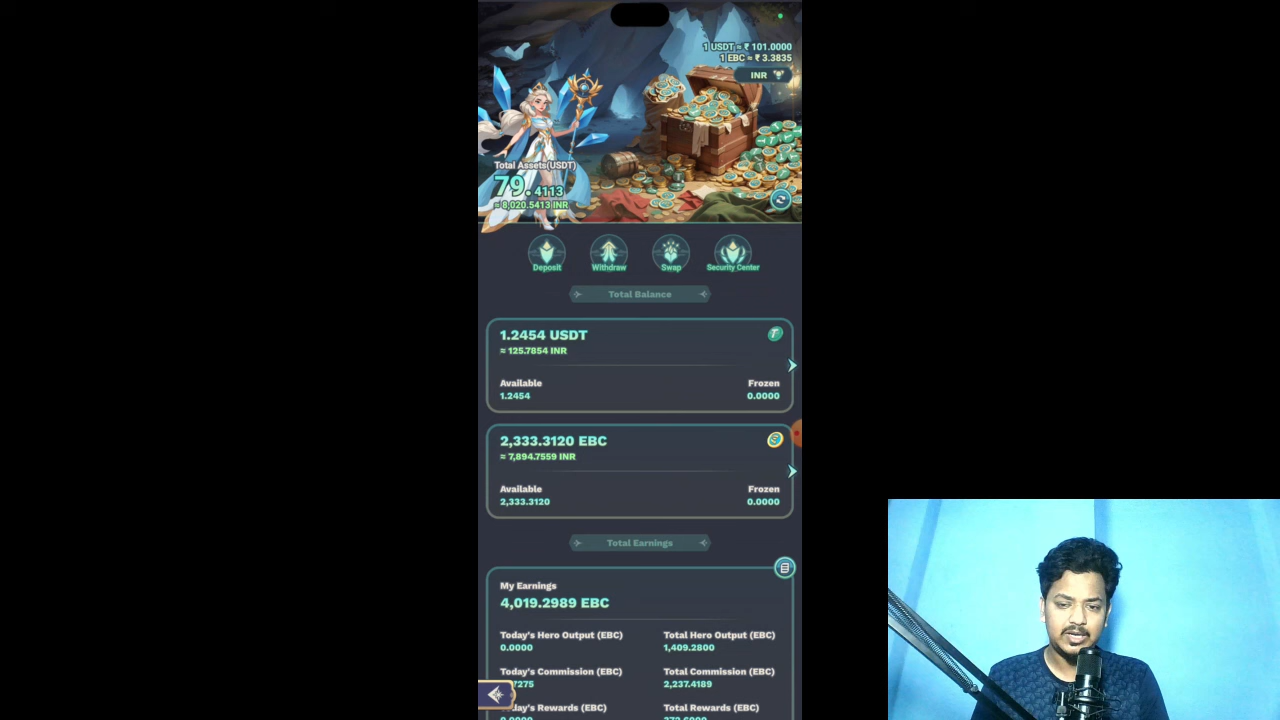 1 USDT ≈ ₹ 101.0000
1 EBC ≈ ₹ 3.3835
INR
Total Assets(USDT)
79.4113
≈ 8,020.5413 INR
Deposit
Withdraw
Swap
Security Center
Total Balance
1.2454 USDT
≈ 125.7854 INR
Available
Frozen
1.2454
0.0000
2,333.3120 EBC
≈ 7,894.7559 INR
Available
Frozen
2,333.3120
0.0000
Total Earnings
My Earnings
4,019.2989 EBC
Today's Hero Output (EBC)
Total Hero Output (EBC)
0.0000
1,409.2800
Today's Commission (EBC)
Total Commission (EBC)
7275
2,237.4189
day's Rewards (EBC)
Total Rewards (EBC)